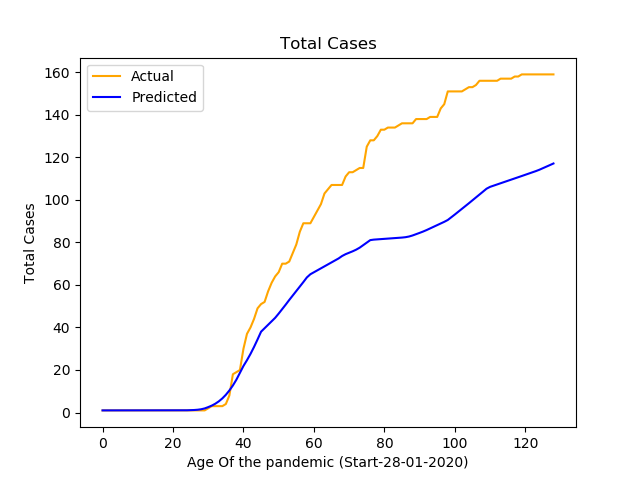 Total Cases
Actual
Predicted
Total Cases
160
140
120
100
80
60
40
20
0
0 20 40 60 80 100 120
Age Of the pandemic (Start-28-01-2020)